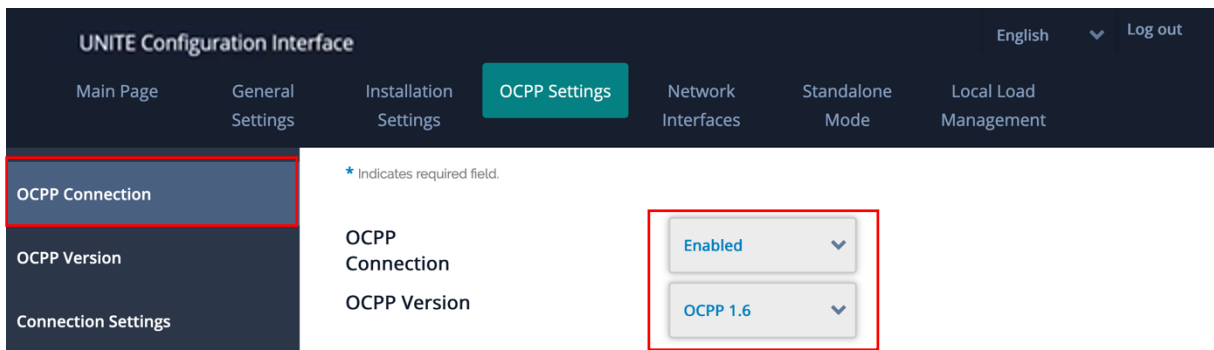 UNITE Configuration Interface
English
Log out
Main Page
General
Settings
Installation
Settings
OCPP Settings
Network
Interfaces
Standalone
Mode
Local Load
Management
OCPP Connection
OCPP Version
Connection Settings
* Indicates required field.
OCPP
Connection
Enabled
OCPP Version
OCPP 1.6